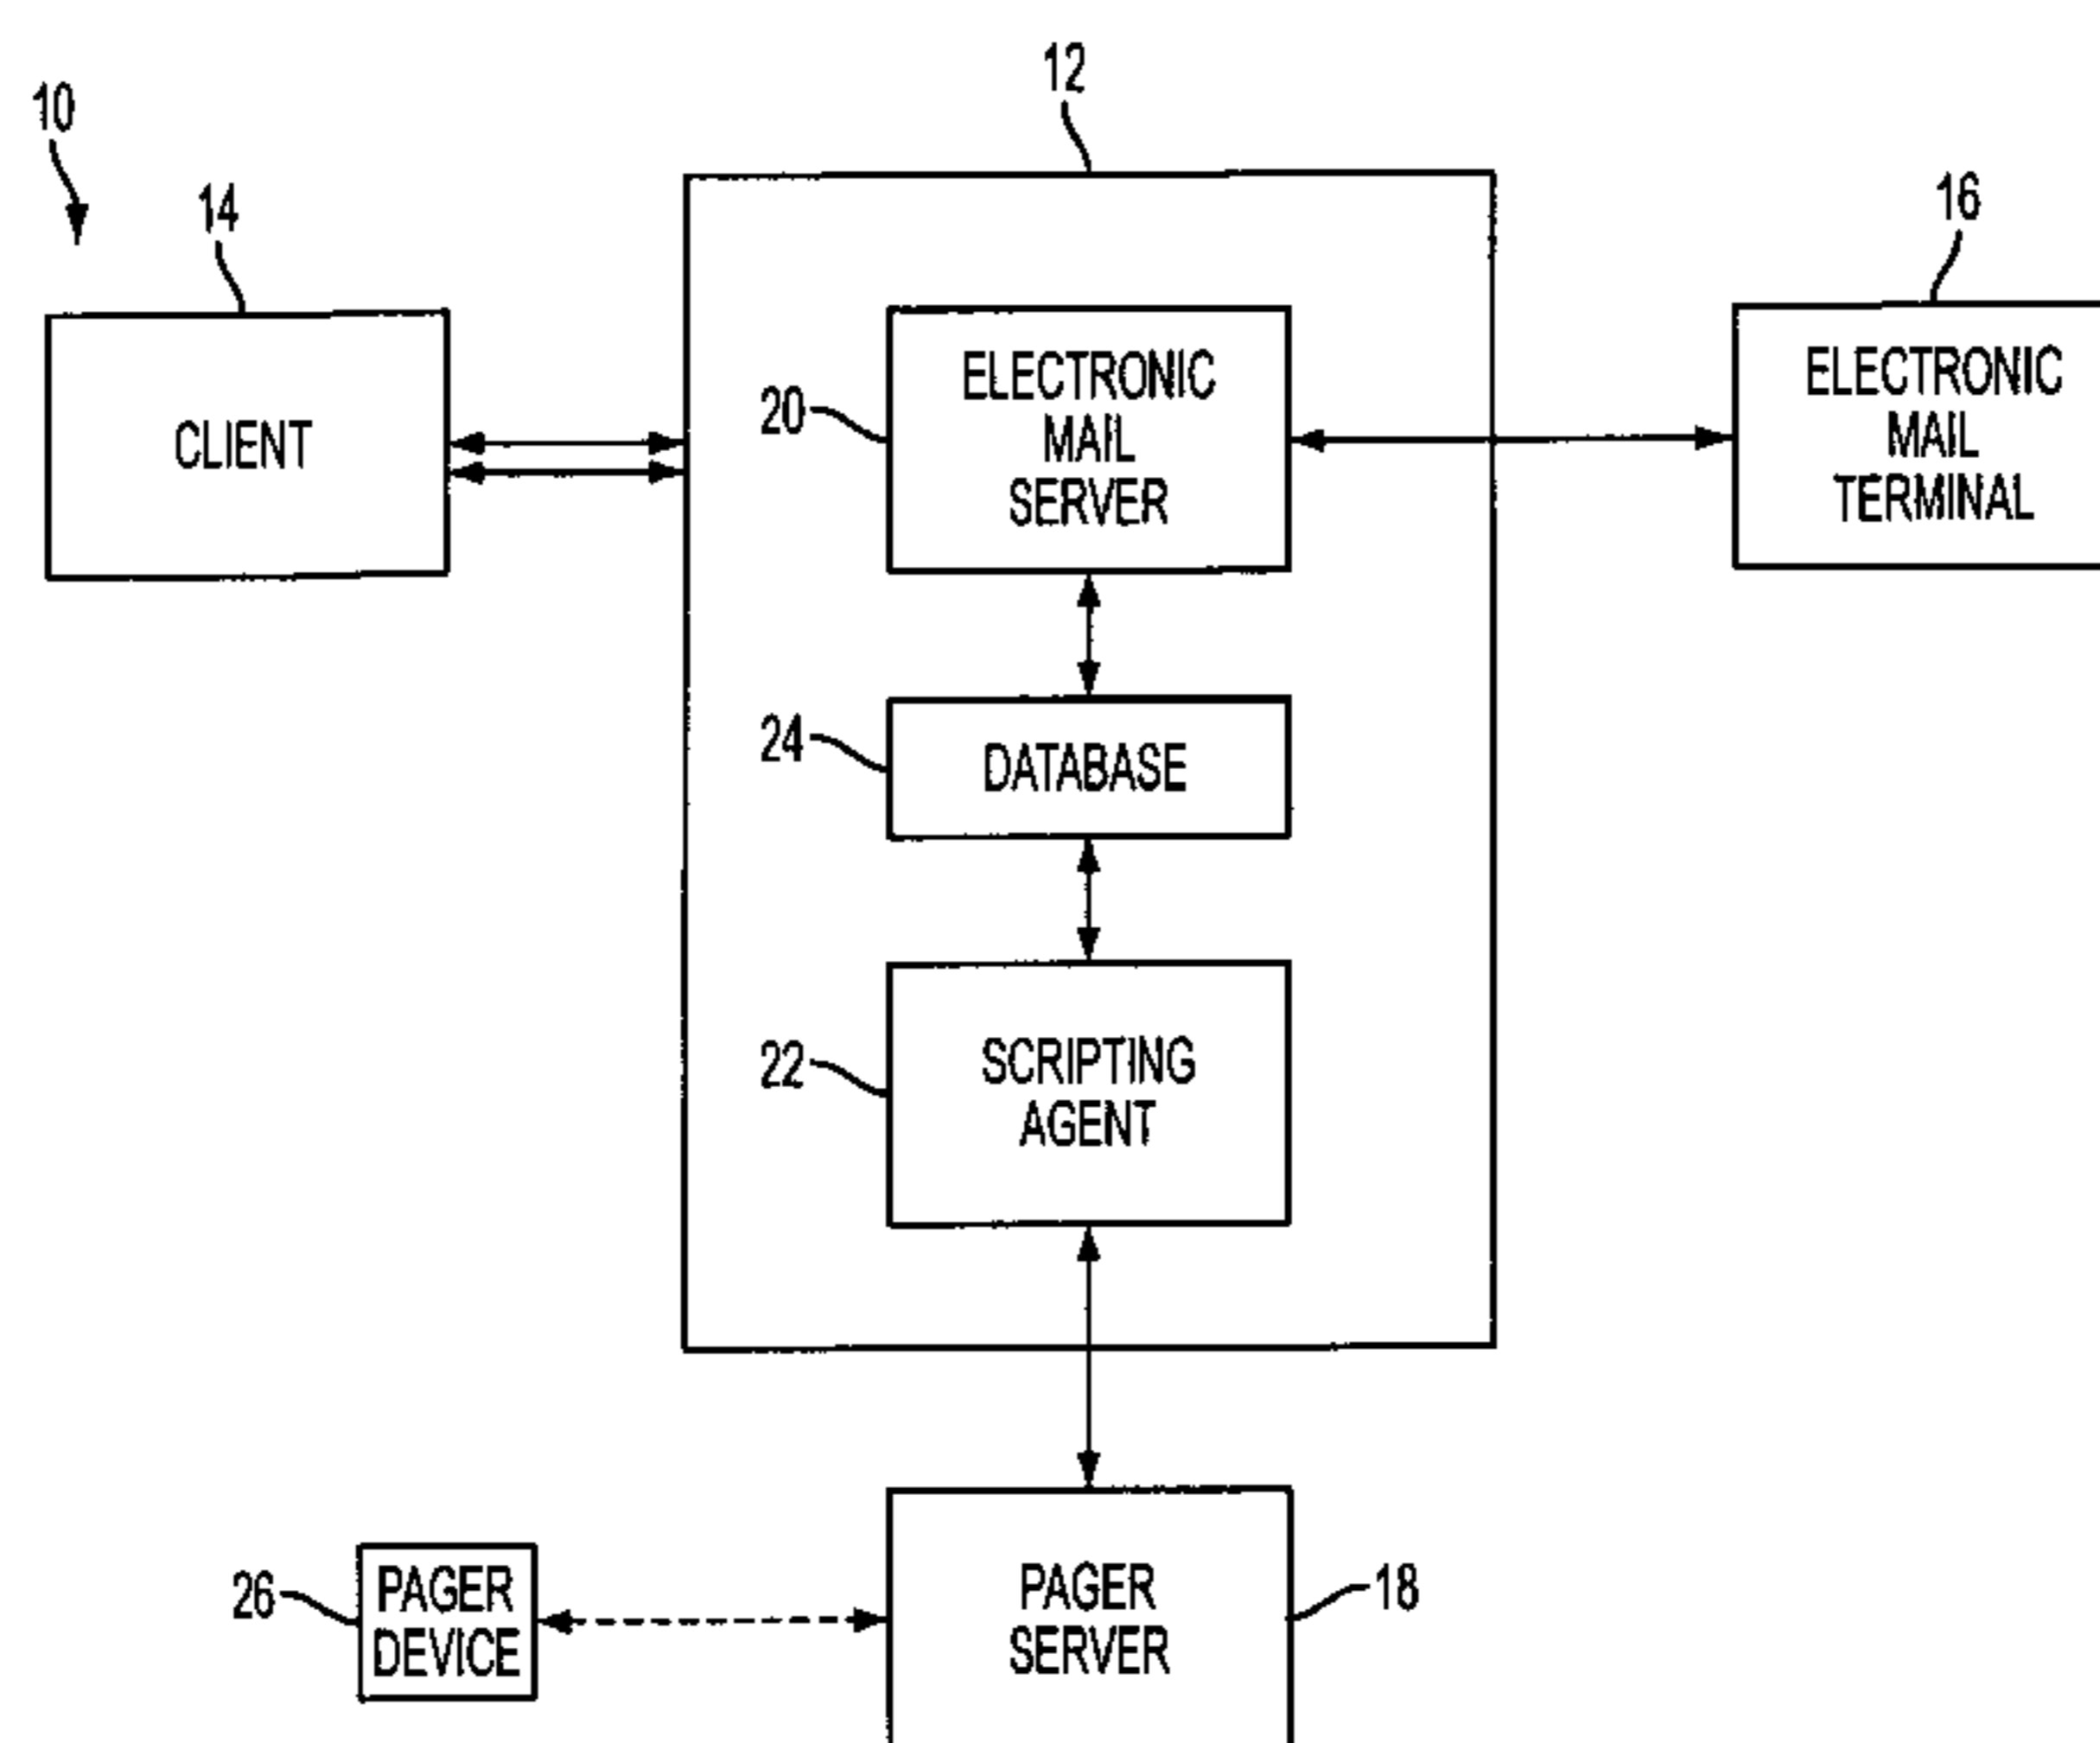 12
10
14
16
CLIENT
20
ELECTRONIC
MAIL
SERVER
ELECTRONIC
MAIL
TERMINAL
24
DATABASE
22
SCRIPTING
AGENT
26
PAGER
DEVICE
PAGER
SERVER
18